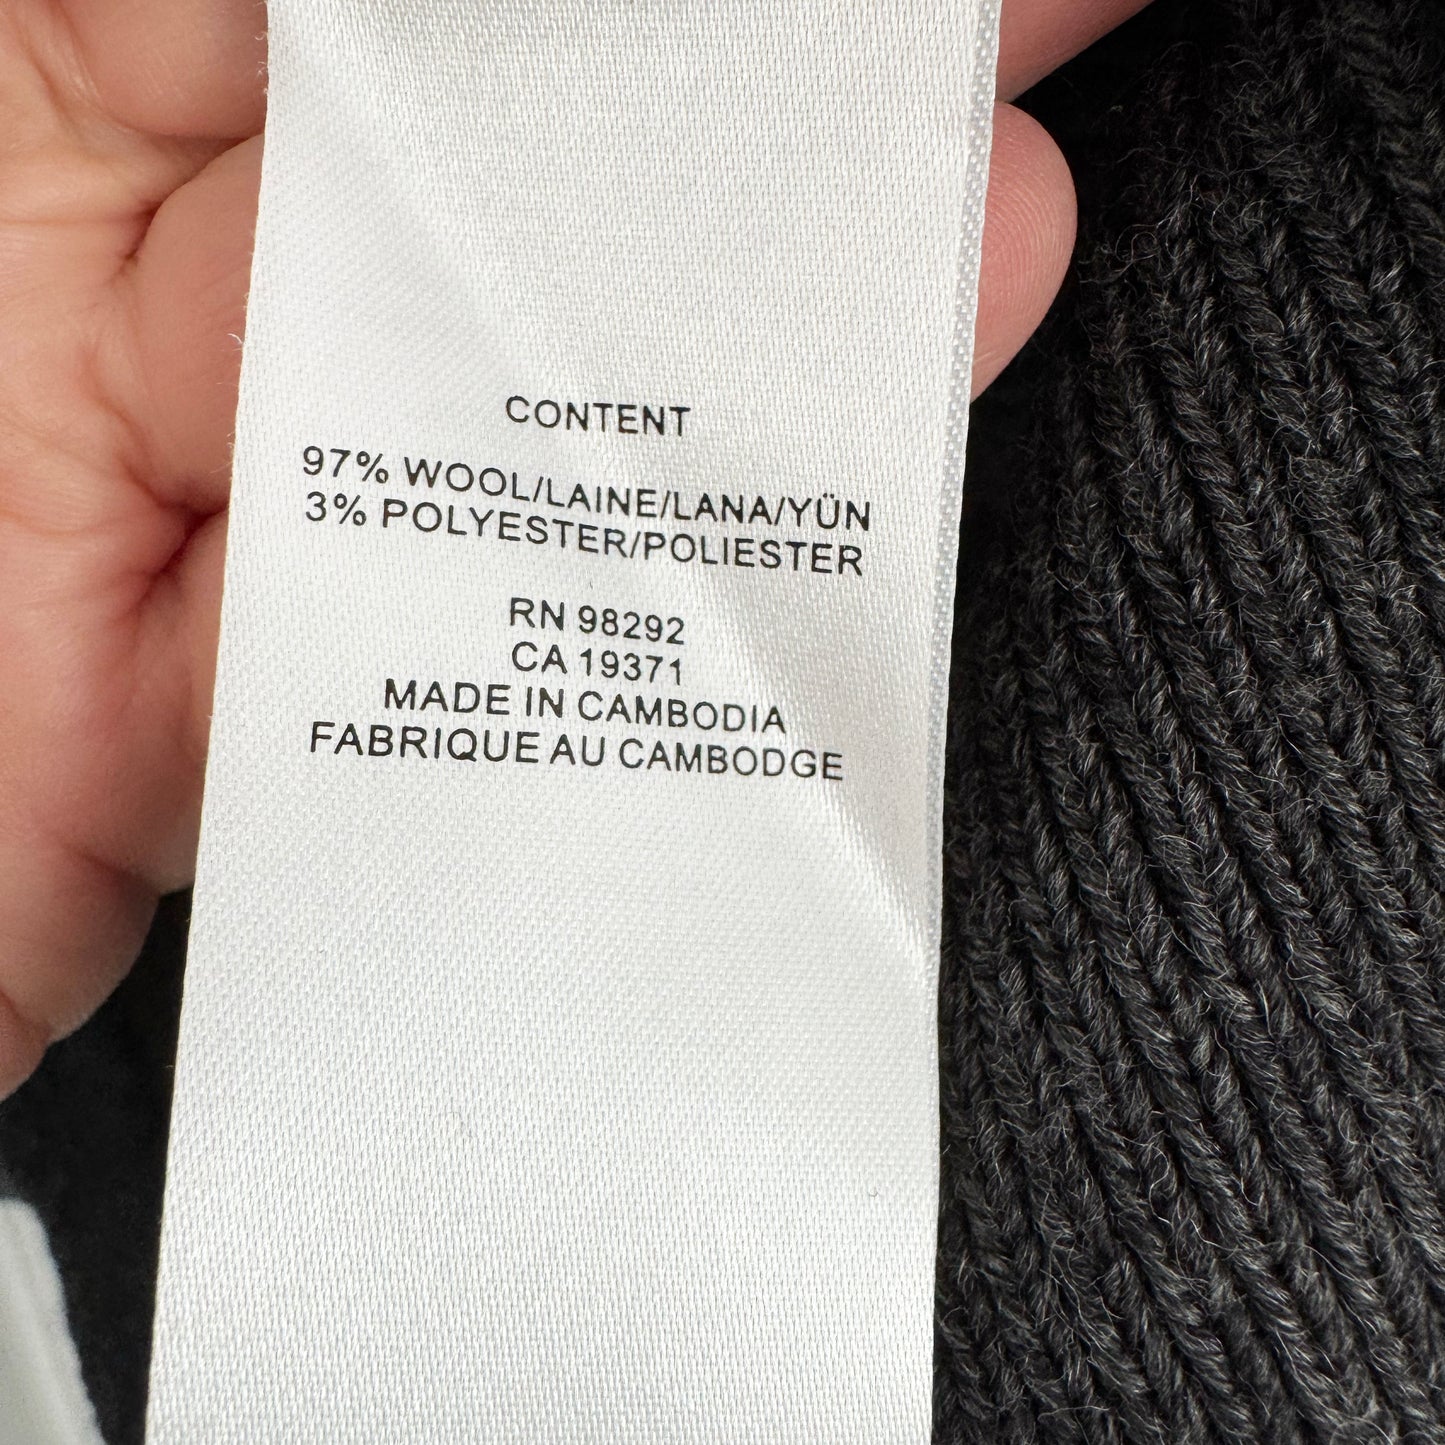 CONTENT
97% WOOL/LAINE/LANA/YÜN
3% POLYESTER/POLIESTER
RN 98292
CA 19371
MADE IN CAMBODIA
FABRIQUE AU CAMBODGE